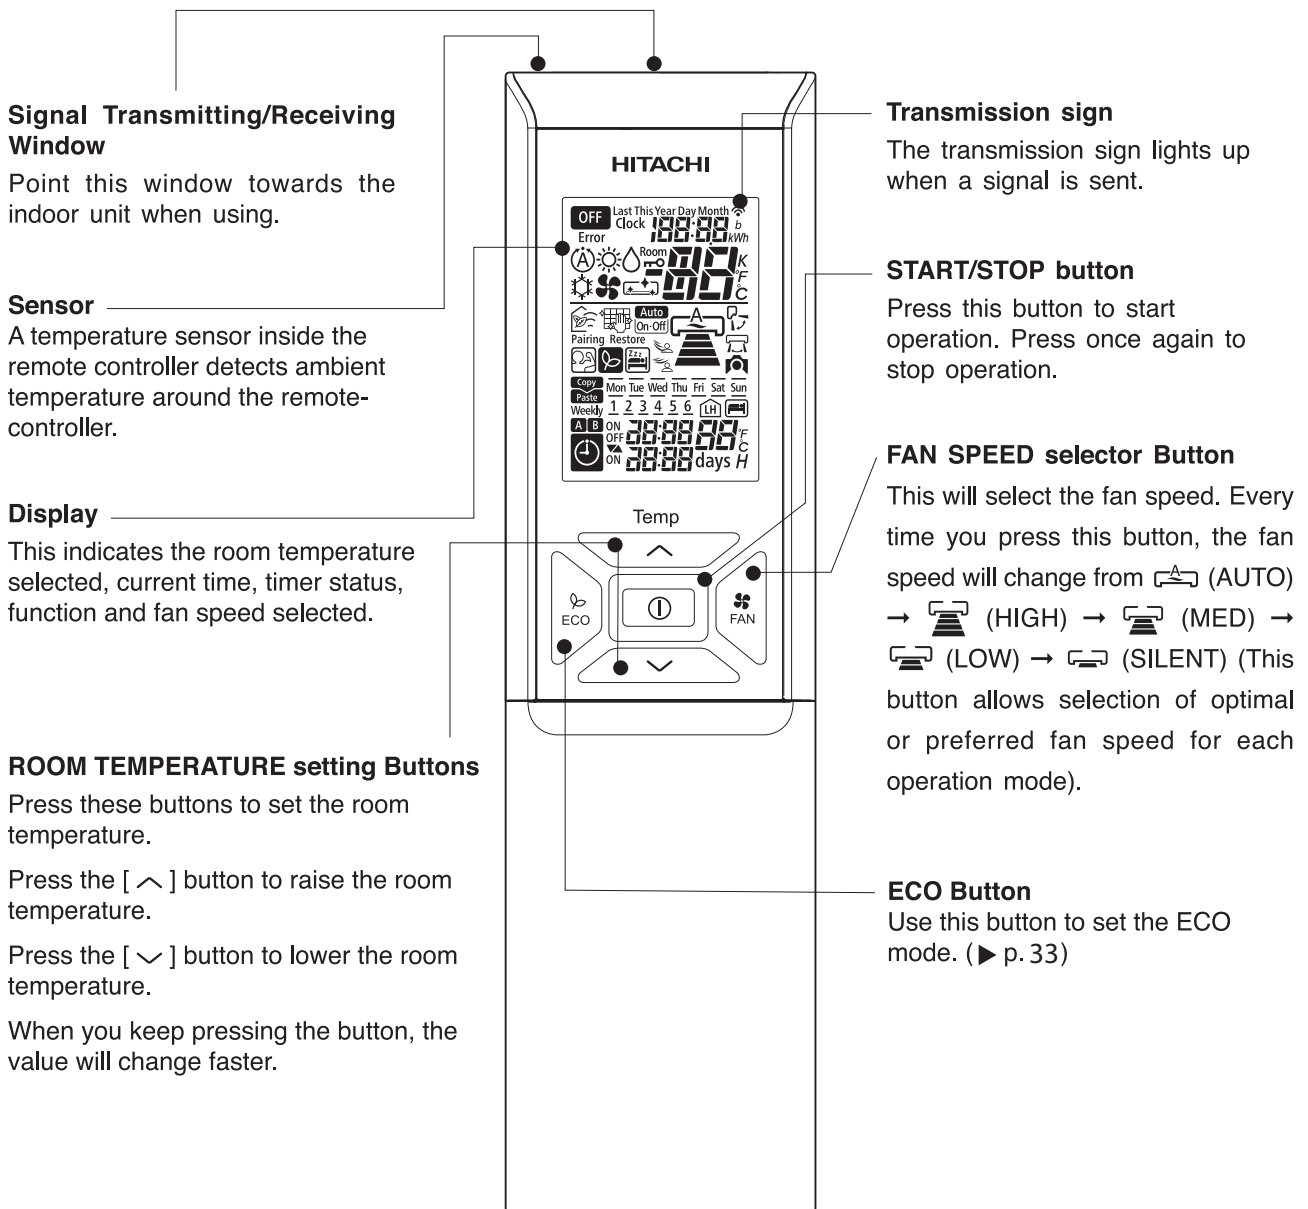 Signal Transmitting/Receiving
Window
Point this window towards the
indoor unit when using.
Sensor
A temperature sensor inside the
remote controller detects ambient
temperature around the remote-
controller.
Display
This indicates the room temperature
selected, current time, timer status,
function and fan speed selected.
ROOM TEMPERATURE setting Buttons
Press these buttons to set the room
temperature.
Press the [ ︿ ] button to raise the room
temperature.
Press the [ ﹀ ] button to lower the room
temperature.
When you keep pressing the button, the
value will change faster.
HITACHI
OFF Last This Year Day Month
Clock 188:88 b
Error kWh
A Room 88 K
°F
°C
Auto A
On·Off
Pairing Restore
Zzz
Copy Mon Tue Wed Thu Fri Sat Sun
Paste
Weekly 1 2 3 4 5 6 LH
A B ON 88:88 88 °F
OFF °C
ON 88:88 days H
Temp
ECO
FAN
Transmission sign
The transmission sign lights up
when a signal is sent.
START/STOP button
Press this button to start
operation. Press once again to
stop operation.
FAN SPEED selector Button
This will select the fan speed. Every
time you press this button, the fan
speed will change from A (AUTO)
→ (HIGH) → (MED) →
(LOW) → (SILENT) (This
button allows selection of optimal
or preferred fan speed for each
operation mode).
ECO Button
Use this button to set the ECO
mode. (▶ p. 33)